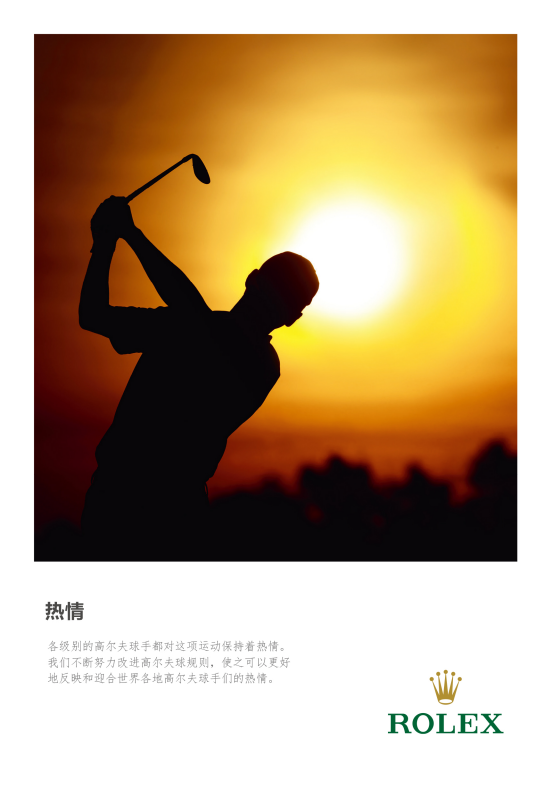 热情
各级别的高尔夫球手都对这项运动保持着热情。
我们不断努力改进高尔夫球规则，使之可以更好
地反映和迎合世界各地高尔夫球手们的热情。
ROLEX